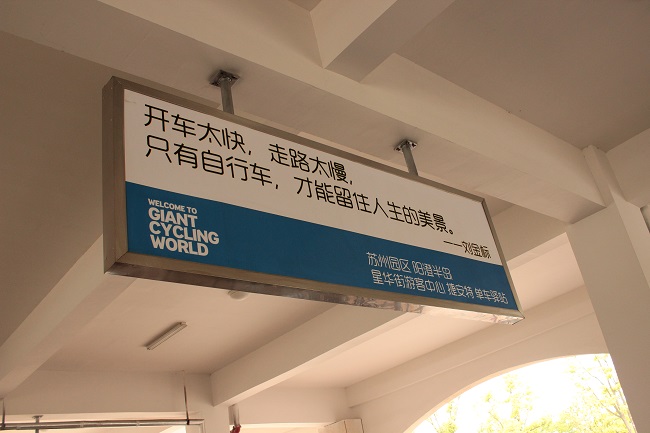 开车太快，走路太慢，
只有自行车，才能留住人生的美景。
——刘金标
WELCOME TO
GIANT
CYCLING
WORLD
苏州园区 阳澄半岛
星华街游客中心 捷安特 单车驿站